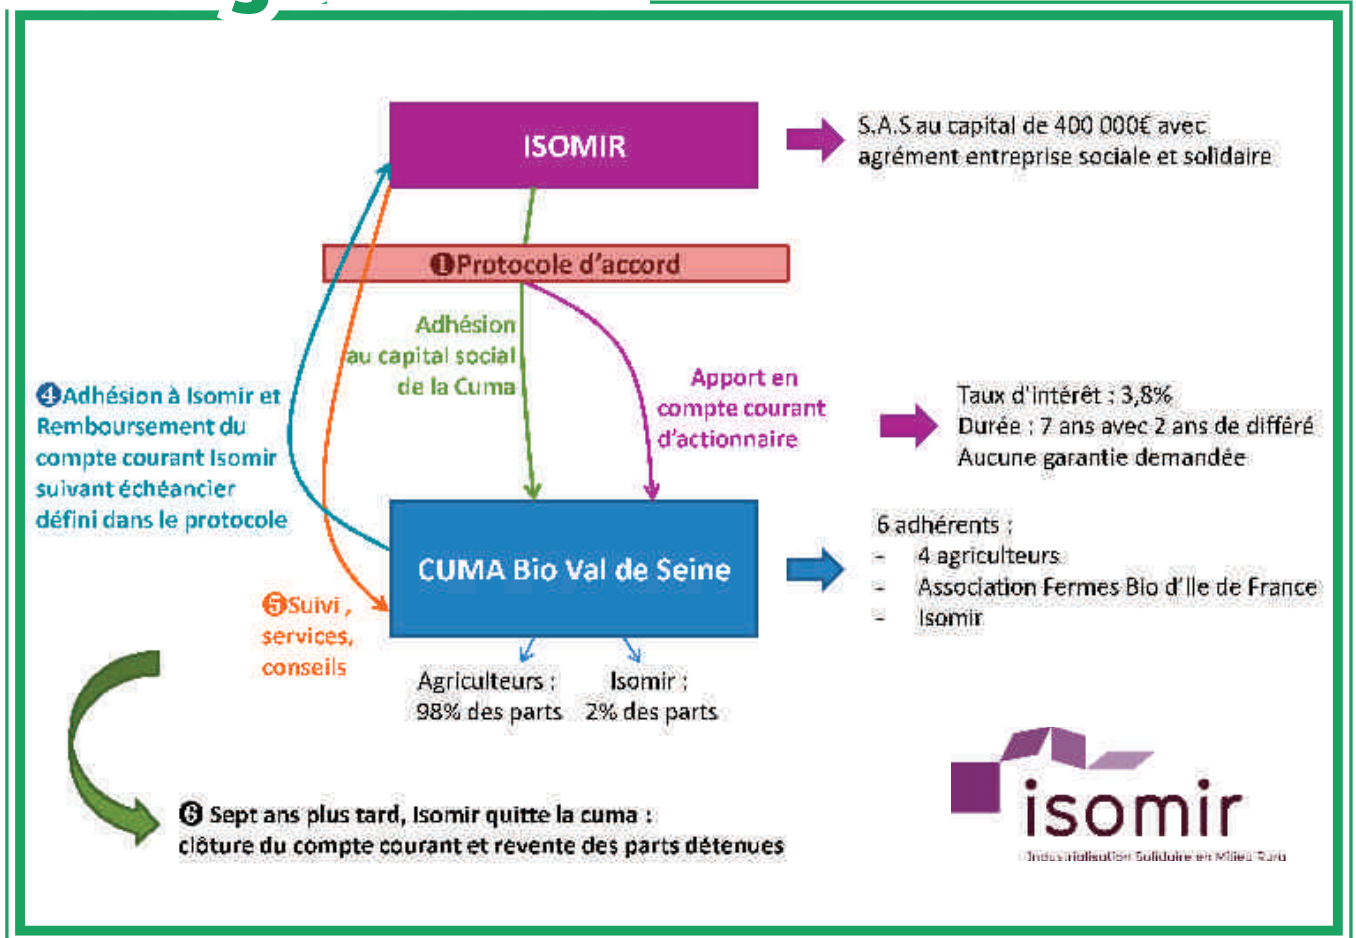 ISOMIR
S.A.S au capital de 400 000€ avec
agrément entreprise sociale et solidaire
❶Protocole d'accord
Adhésion
au capital social
de la Cuma
Apport en
compte courant
d'actionnaire
Taux d'intérêt : 3,8%
Durée : 7 ans avec 2 ans de différé
Aucune garantie demandée
❹Adhésion à Isomir et
Remboursement du
compte courant Isomir
suivant échéancier
défini dans le protocole
CUMA Bio Val de Seine
6 adhérents :
- 4 agriculteurs
- Association Fermes Bio d'Ile de France
- Isomir
❺Suivi ,
services,
conseils
Agriculteurs :
98% des parts
Isomir :
2% des parts
❻ Sept ans plus tard, Isomir quitte la cuma :
clôture du compte courant et revente des parts détenues
isomir
Industrialisation Solidaire en Milieu Rura